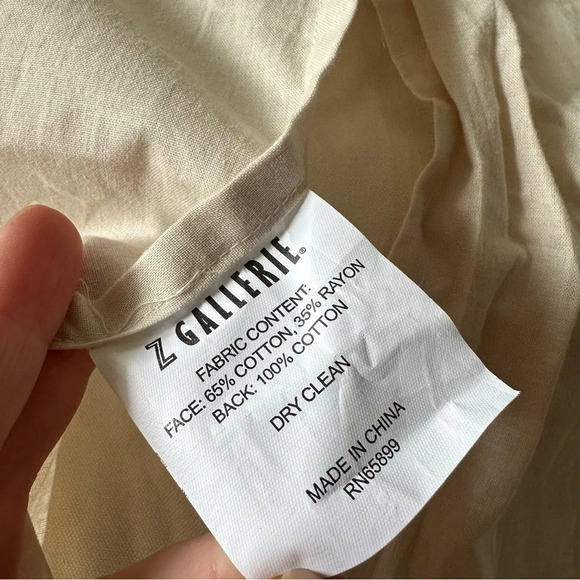 Z GALLERIE®
FABRIC CONTENT:
FACE: 65% COTTON, 35% RAYON
BACK: 100% COTTON
DRY CLEAN
MADE IN CHINA
RN65899